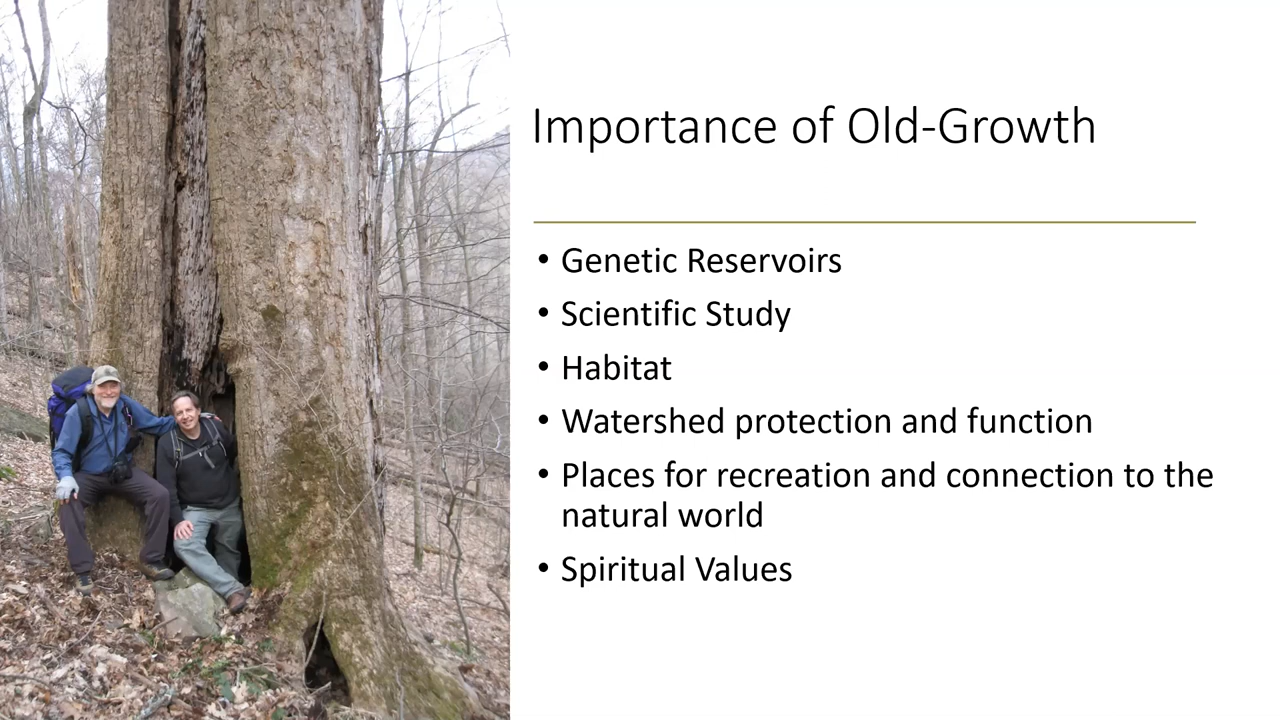 Importance of Old-Growth
• Genetic Reservoirs
• Scientific Study
• Habitat
• Watershed protection and function
• Places for recreation and connection to the
natural world
• Spiritual Values